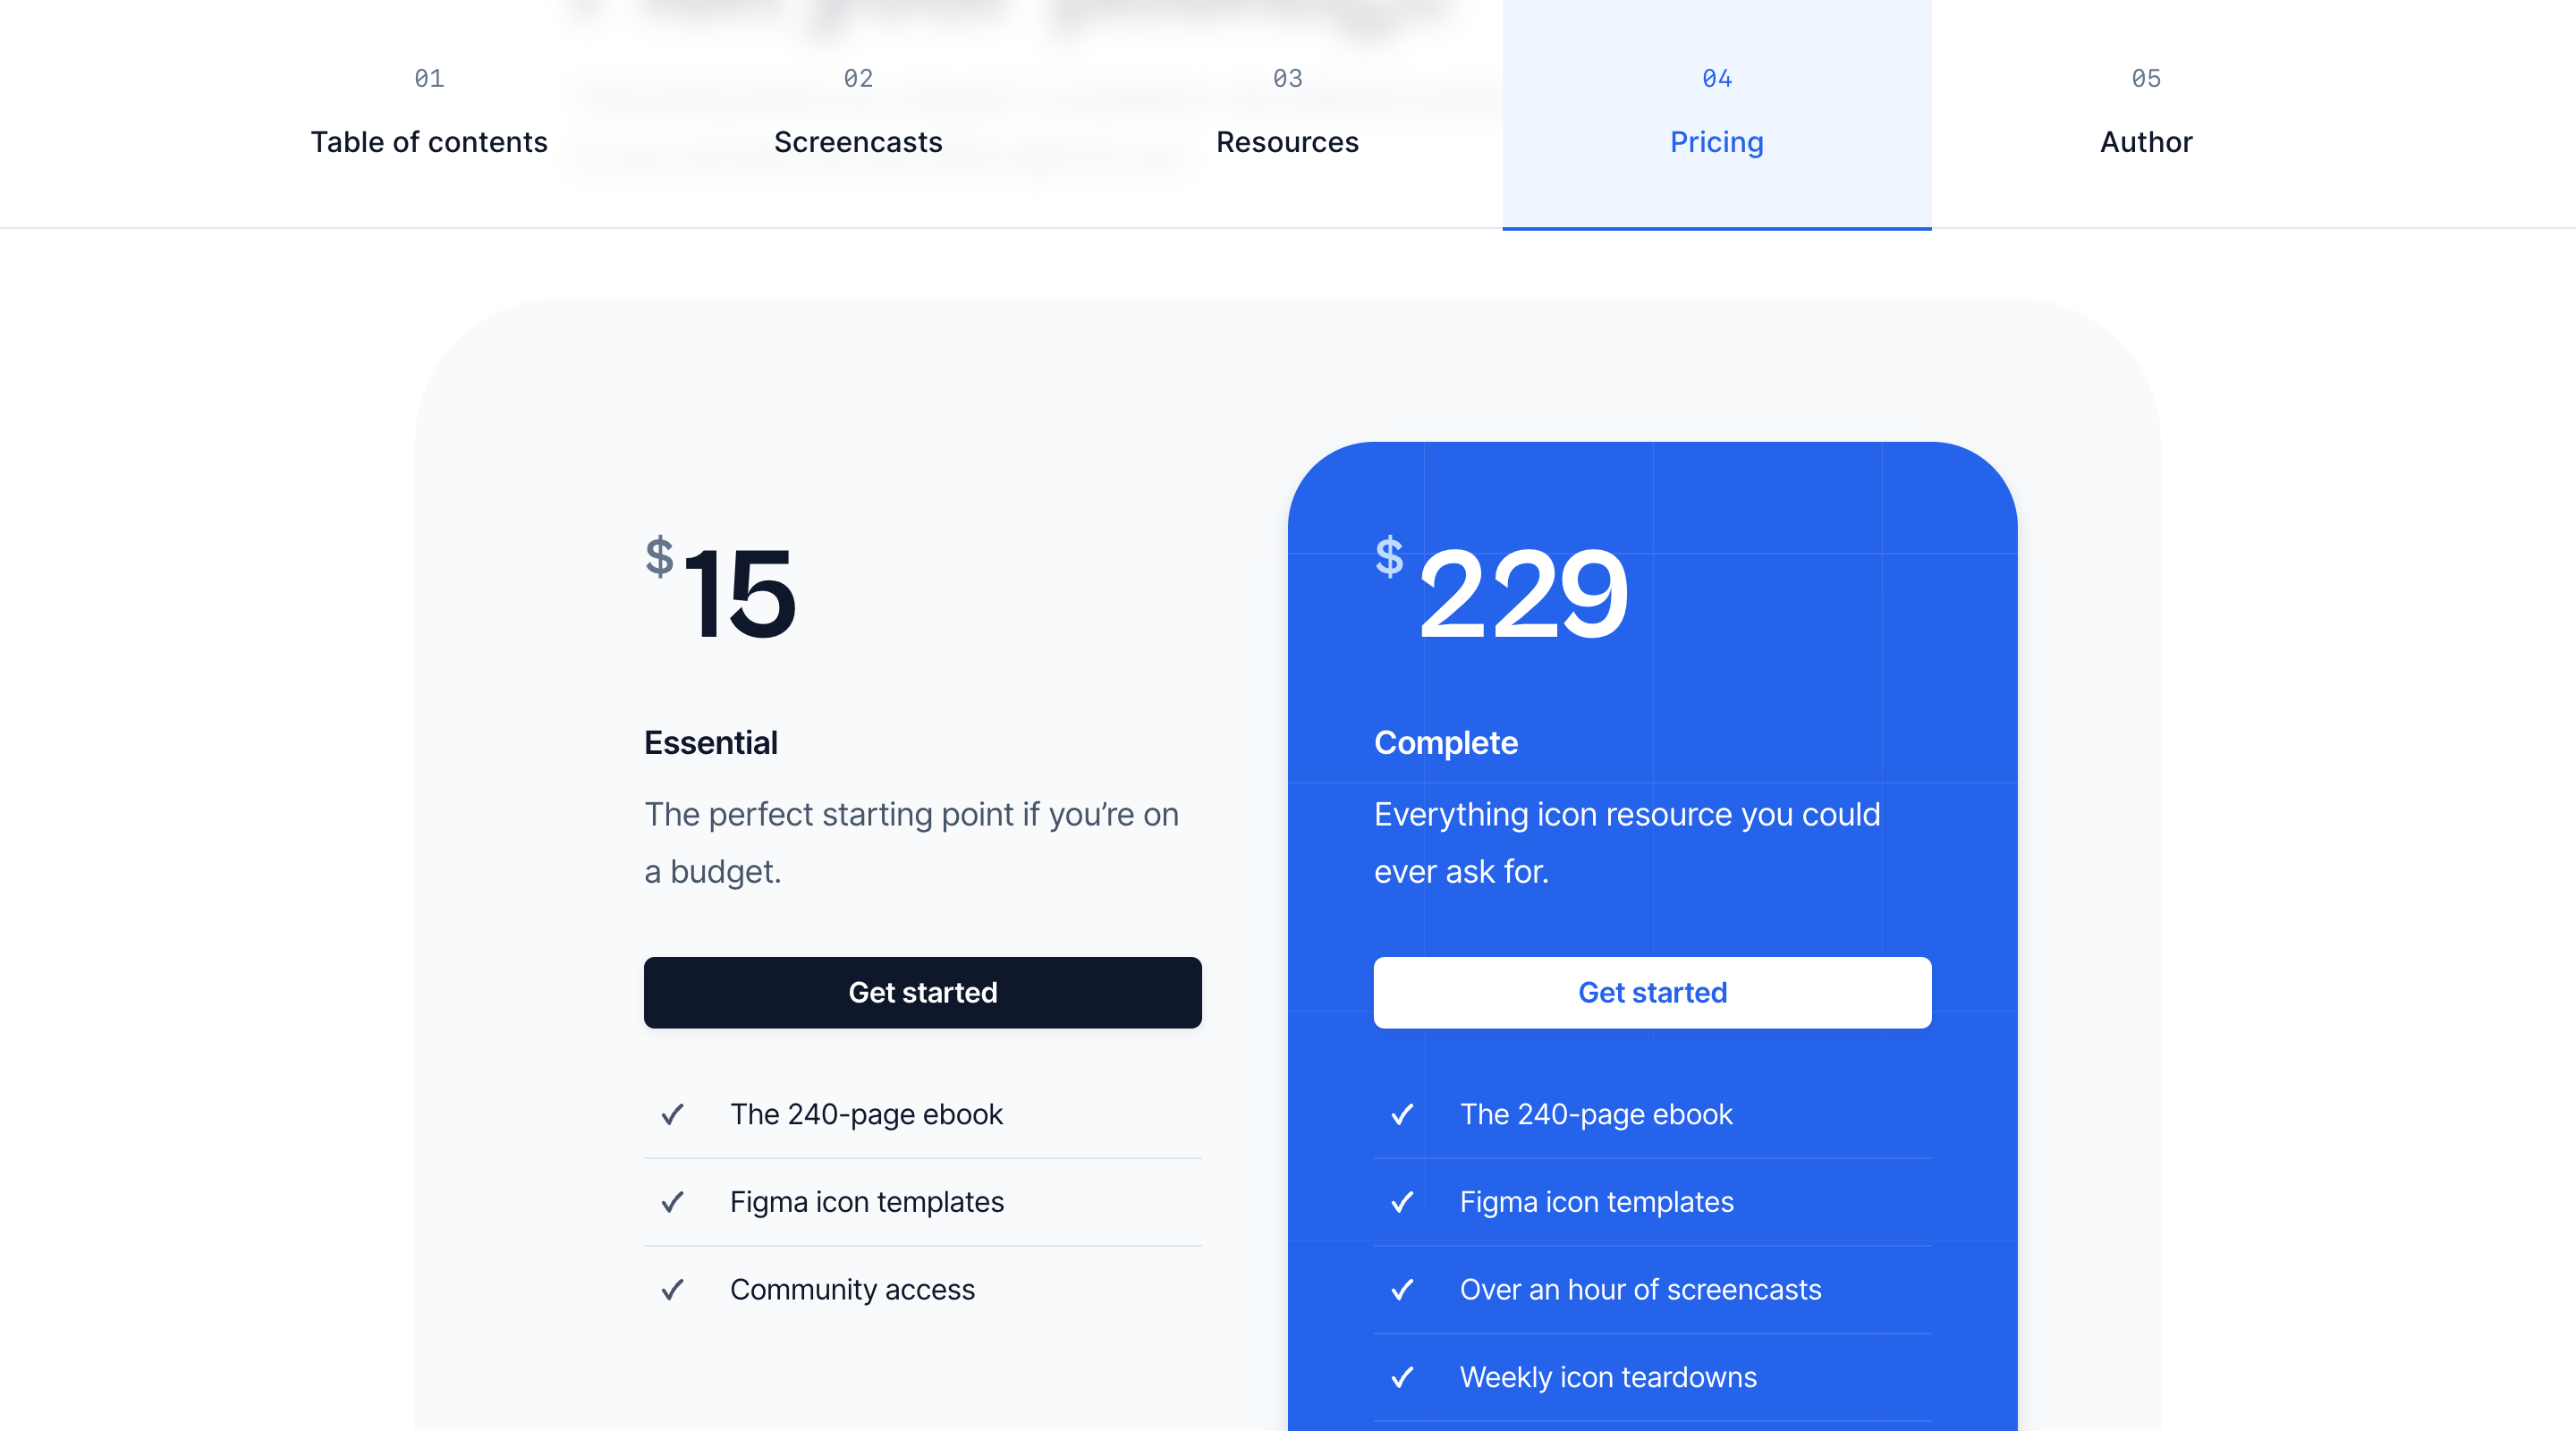 01
Table of contents
02
Screencasts
03
Resources
04
Pricing
05
Author
$15
Essential
The perfect starting point if you’re on
a budget.
Get started
The 240-page ebook
Figma icon templates
Community access
$229
Complete
Everything icon resource you could
ever ask for.
Get started
The 240-page ebook
Figma icon templates
Over an hour of screencasts
Weekly icon teardowns